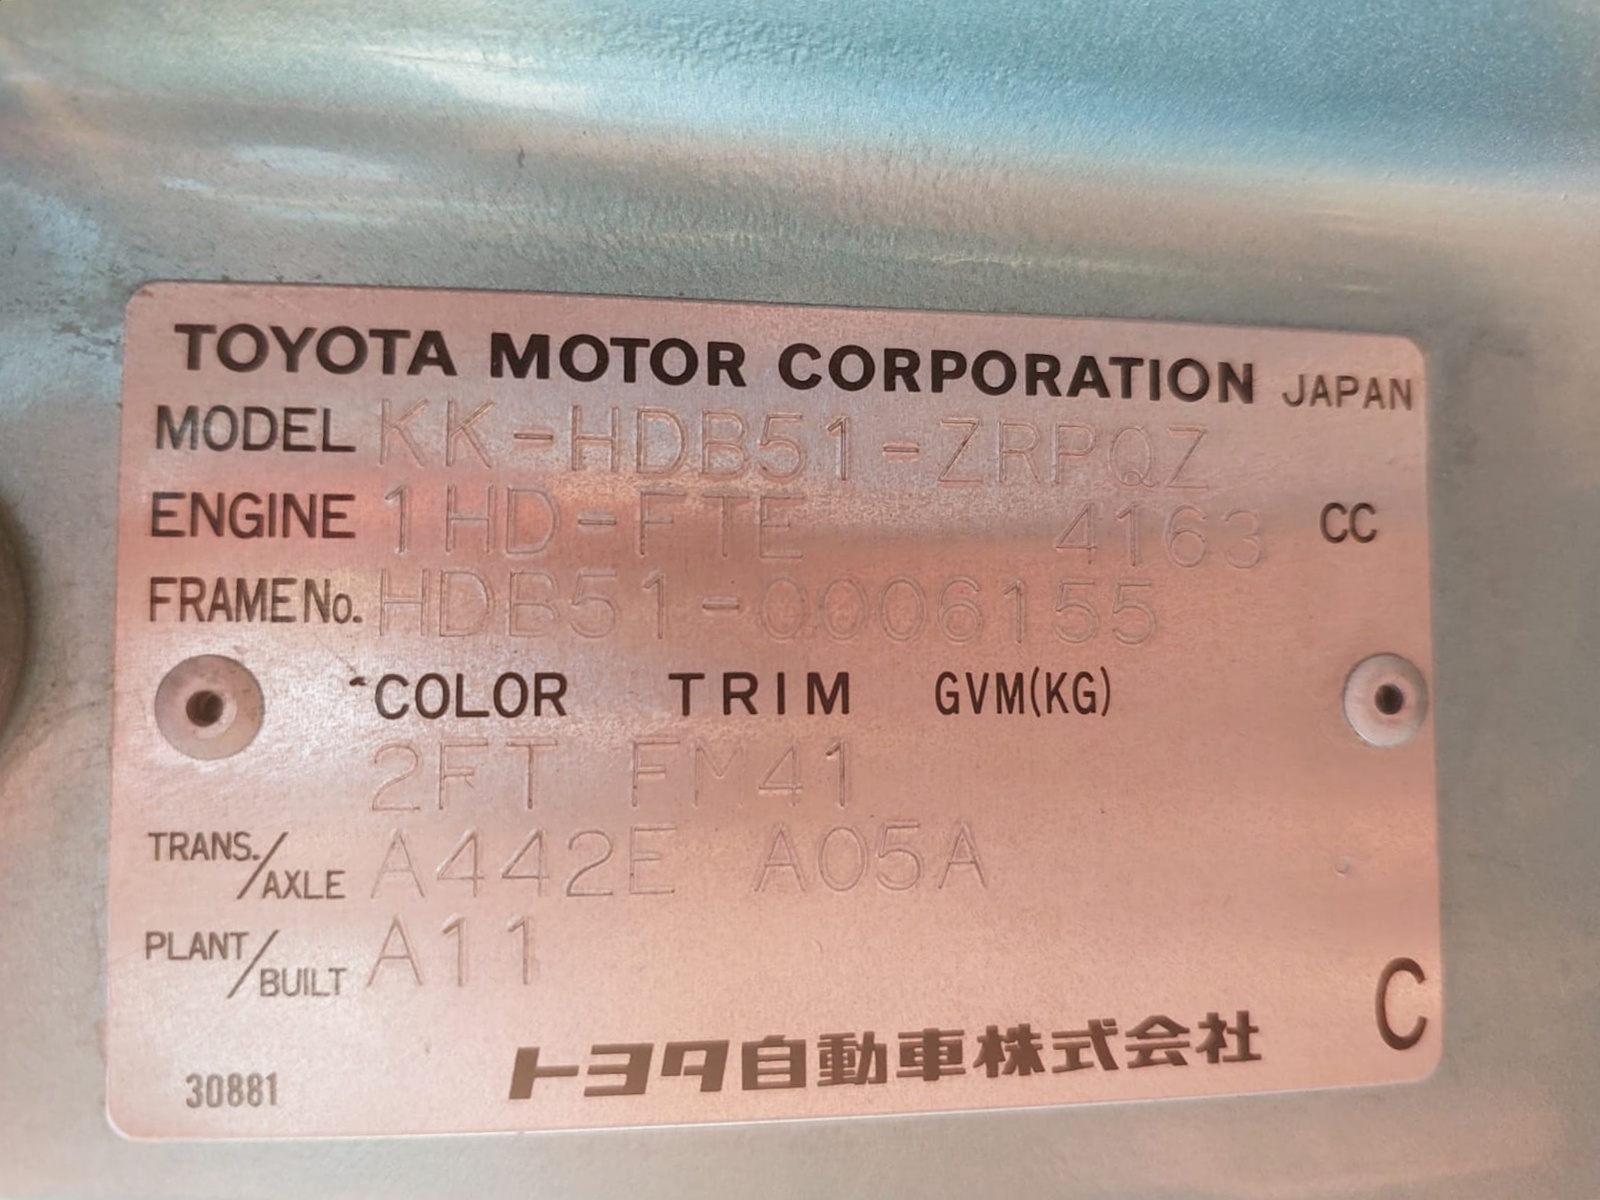 TOYOTA MOTOR CORPORATION JAPAN
MODEL KK-HDB51-ZRPQZ
ENGINE 1HD-FTE 4163 CC
FRAME No. HDB51-0006155
COLOR TRIM GVM(KG)
2FT FM41
TRANS./AXLE A442E A05A
PLANT/BUILT A11
C
トヨタ自動車株式会社
30881